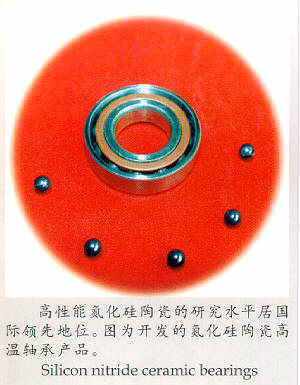 高性能氮化硅陶瓷的研究水平居国
际领先地位。图为开发的氮化硅陶瓷高
温轴承产品。
Silicon nitride ceramic bearings